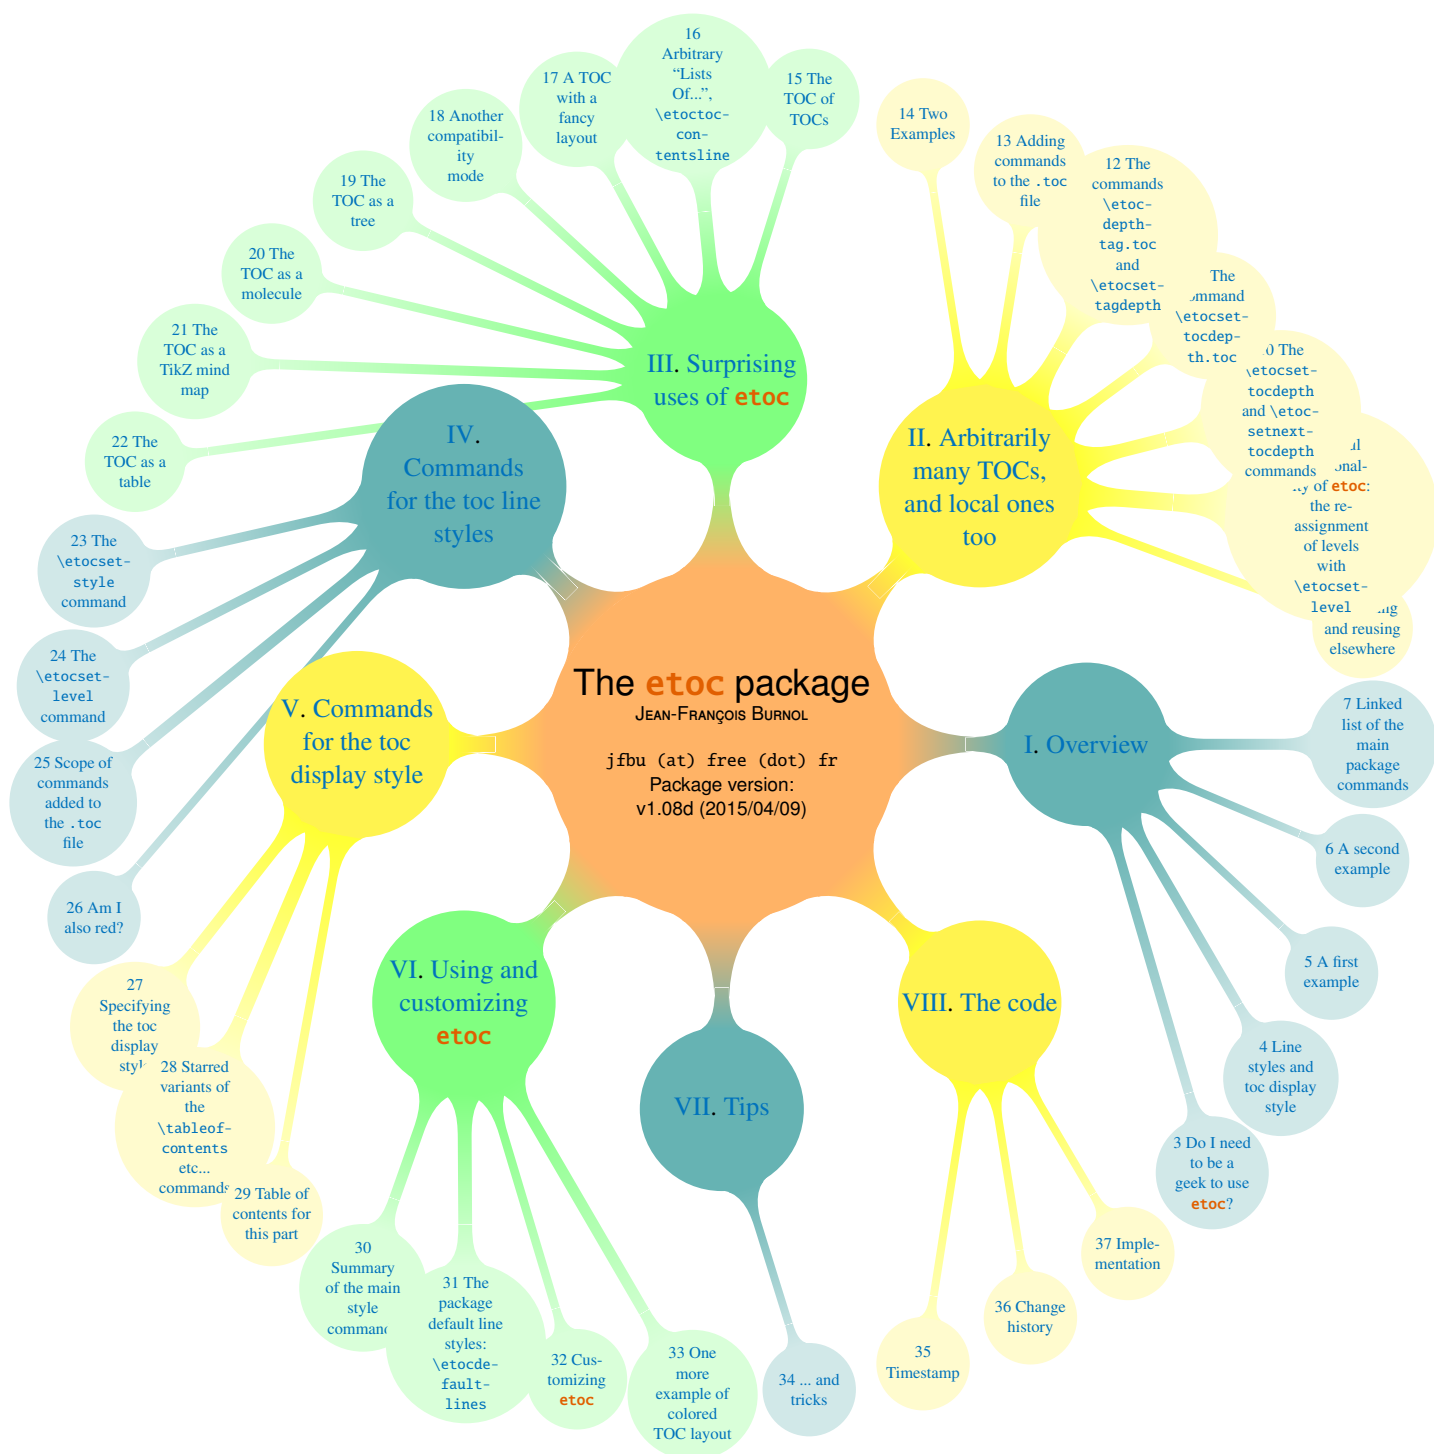 The etoc package
Jean-François Burnol
jfbu (at) free (dot) fr
Package version:
v1.08d (2015/04/09)
I. Overview
3 Do I need
to be a
geek to use
etoc?
4 Line
styles and
toc display
style
5 A first
example
6 A second
example
7 Linked
list of the
main
package
commands
II. Arbitrarily
many TOCs,
and local ones
too
and reusing
elsewhere
of etoc:
the re-
assignment
of levels
with
\etocset-
level
The
\etocset-
tocdepth
and \etoc-
setnext-
tocdepth
commands
The
\etocset-
tocdep-
th.toc
12 The
commands
\etoc-
depth-
tag.toc
and
\etocset-
tagdepth
13 Adding
commands
to the .toc
file
14 Two
Examples
III. Surprising
uses of etoc
15 The
TOC of
TOCs
16
Arbitrary
“Lists
Of...”,
\etoctoc-
con-
tentsline
17 A TOC
with a
fancy
layout
18 Another
compatibil-
ity
mode
19 The
TOC as a
tree
20 The
TOC as a
molecule
21 The
TOC as a
TikZ mind
map
22 The
TOC as a
table
IV.
Commands
for the toc line
styles
23 The
\etocset-
style
command
24 The
\etocset-
level
command
25 Scope of
commands
added to
the .toc
file
26 Am I
also red?
V. Commands
for the toc
display style
27
Specifying
the toc
display
28 Starred
variants of
the
\tableof-
contents
etc...
commands
29 Table of
contents for
this part
VI. Using and
customizing
etoc
30
Summary
of the main
style
31 The
package
default line
styles:
\etocde-
fault-
lines
32 Cus-
tomizing
etoc
33 One
more
example of
colored
TOC layout
VII. Tips
34 ... and
tricks
VIII. The code
35
Timestamp
36 Change
history
37 Imple-
mentation